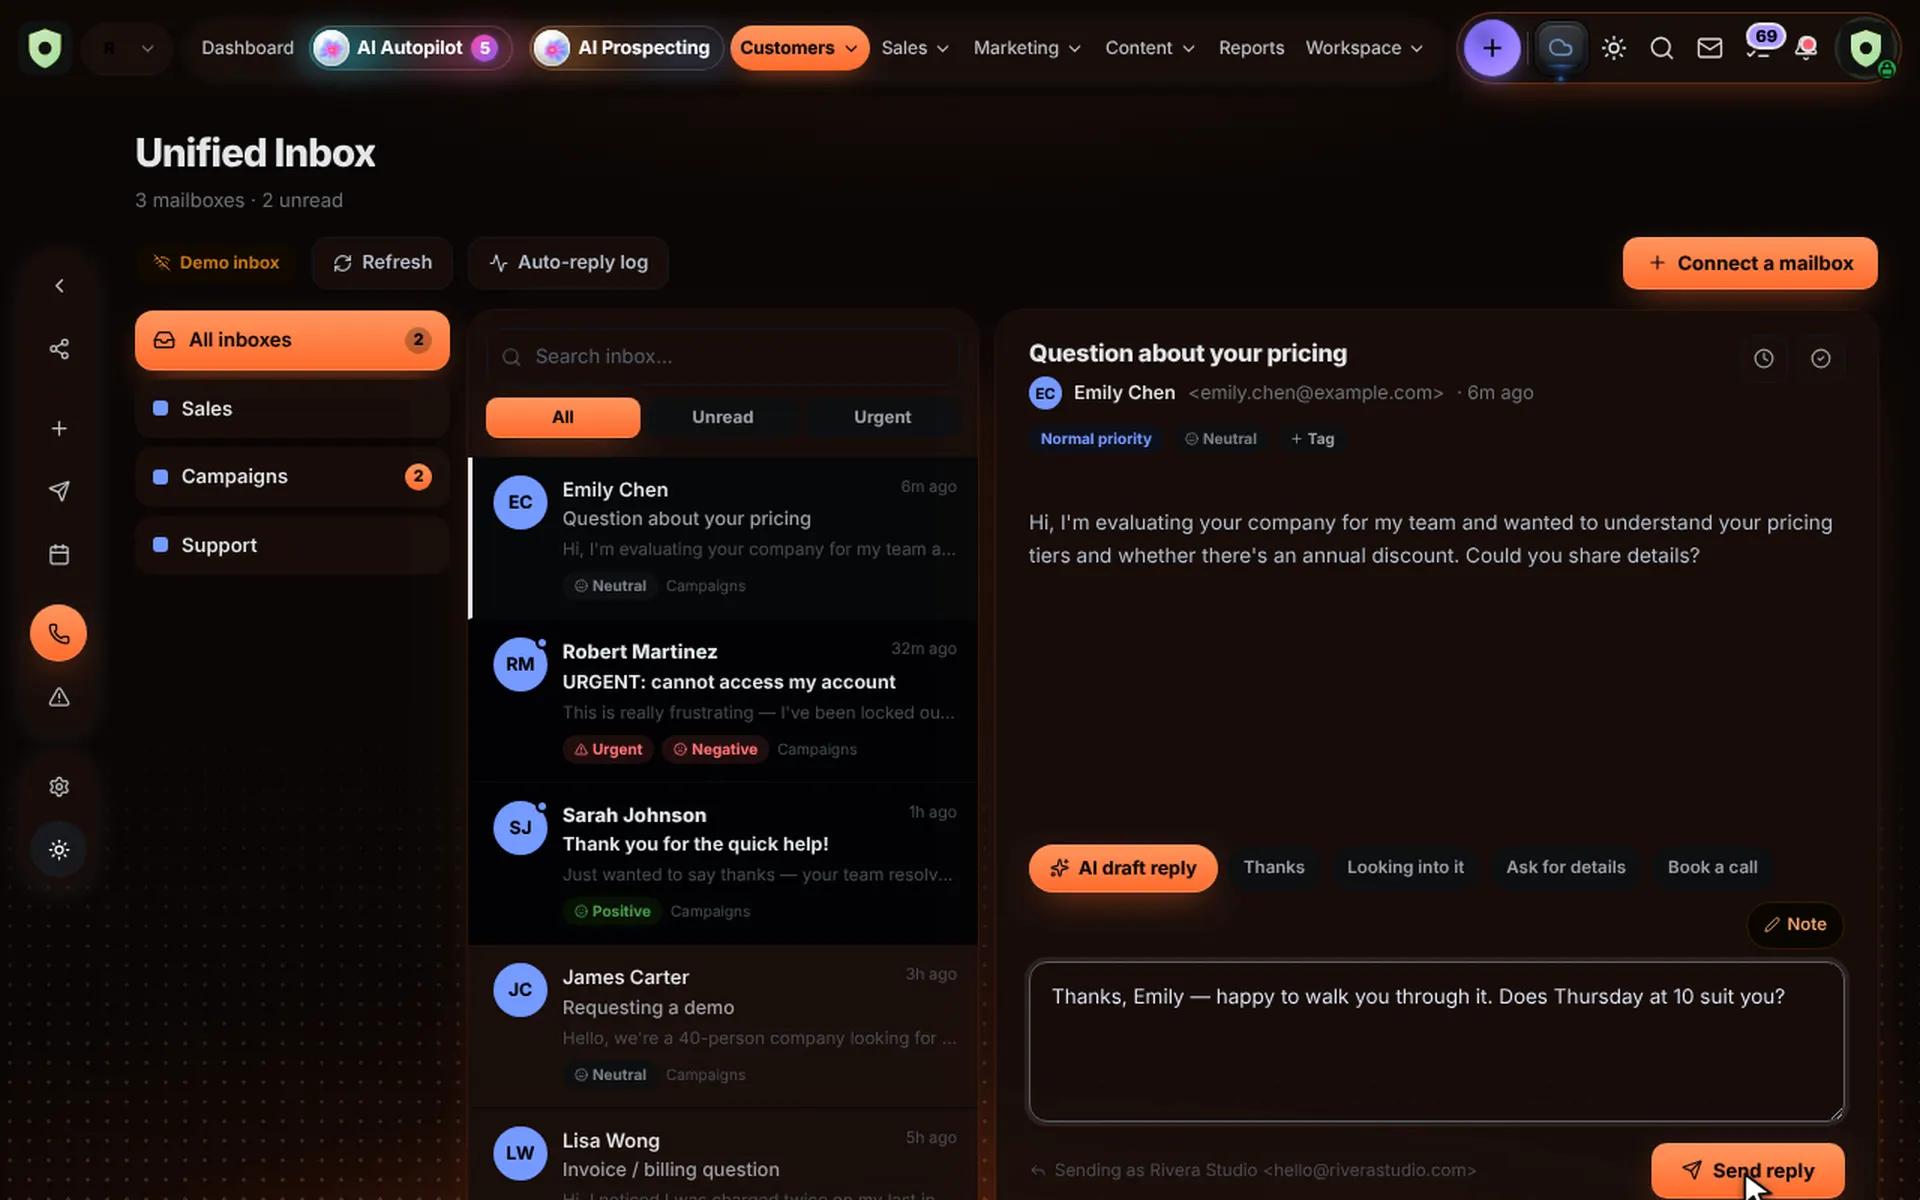 R
Dashboard
AI Autopilot 5
AI Prospecting
Customers
Sales
Marketing
Content
Reports
Workspace
69
Unified Inbox
3 mailboxes · 2 unread
Demo inbox
Refresh
Auto-reply log
+ Connect a mailbox
All inboxes 2
Sales
Campaigns 2
Support
Search inbox...
All
Unread
Urgent
EC
Emily Chen
6m ago
Question about your pricing
Hi, I'm evaluating your company for my team a...
Neutral
Campaigns
RM
Robert Martinez
32m ago
URGENT: cannot access my account
This is really frustrating — I've been locked ou...
Urgent
Negative
Campaigns
SJ
Sarah Johnson
1h ago
Thank you for the quick help!
Just wanted to say thanks — your team resolv...
Positive
Campaigns
JC
James Carter
3h ago
Requesting a demo
Hello, we're a 40-person company looking for ...
Neutral
Campaigns
LW
Lisa Wong
5h ago
Invoice / billing question
Hi, I noticed I was charged twice on my last in...
Question about your pricing
EC Emily Chen <emily.chen@example.com> · 6m ago
Normal priority
Neutral
+ Tag
Hi, I'm evaluating your company for my team and wanted to understand your pricing
tiers and whether there's an annual discount. Could you share details?
AI draft reply
Thanks
Looking into it
Ask for details
Book a call
Note
Thanks, Emily — happy to walk you through it. Does Thursday at 10 suit you?
Sending as Rivera Studio <hello@riverastudio.com>
Send reply